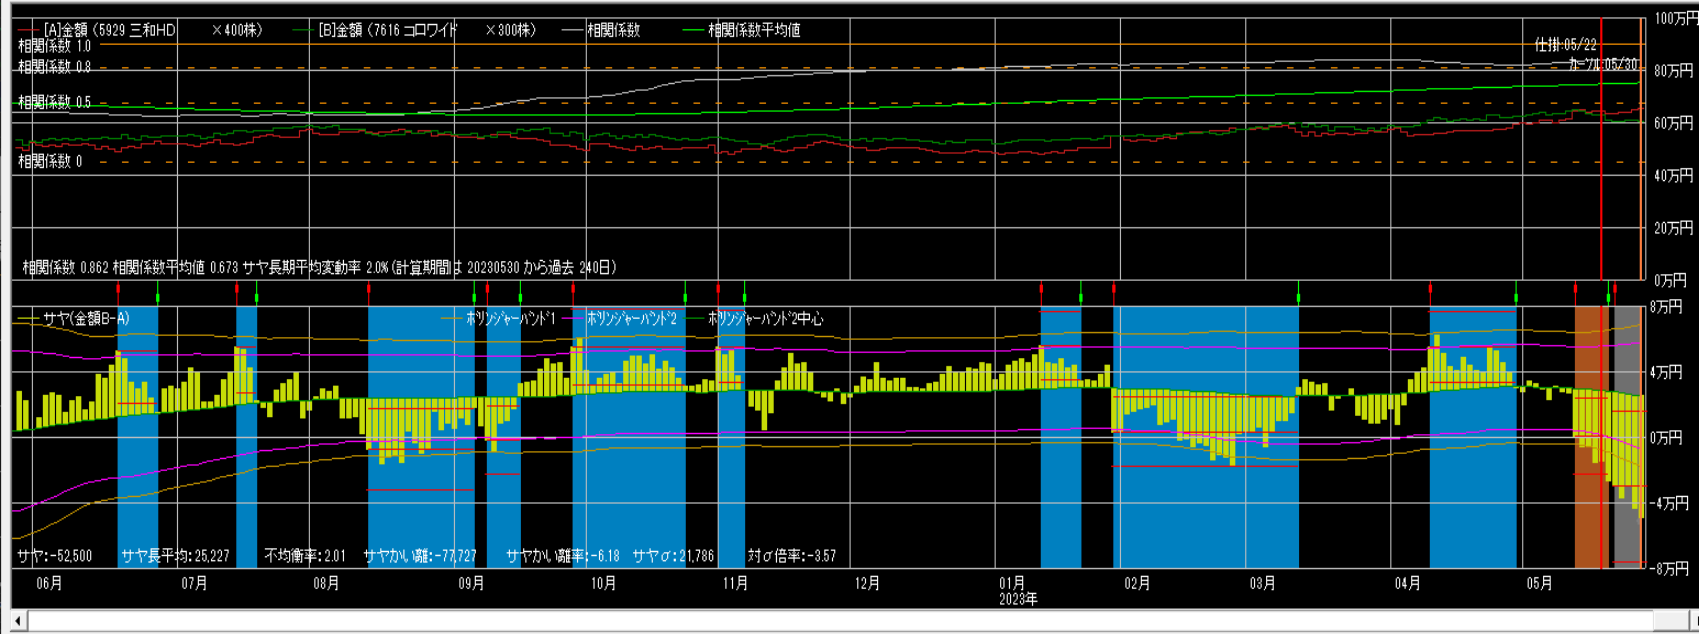 [A]金額 (5929 三和HD ×400株) [B]金額 (7616 コロワイド ×300株) 相関係数 相関係数平均値
100万円
相関係数 1.0
仕掛:05/22
相関係数 0.8
カーソル:05/30
80万円
相関係数 0.5
60万円
相関係数 0
40万円
20万円
相関係数 0.862 相関係数平均値 0.673 サヤ長期平均変動率 2.0% (計算期間は 20230530 から過去 240日)
0万円
8万円
サヤ(金額B-A) ボリンジャーバンド1 ボリンジャーバンド2 ボリンジャーバンド2中心
4万円
0万円
-4万円
サヤ:-52,500 サヤ長平均:25,227 不均衡率:2.01 サヤかい離:-77,727 サヤかい離率:-6.18 サヤσ:21,786 対σ倍率:-3.57
-8万円
06月 07月 08月 09月 10月 11月 12月 01月 02月 03月 04月 05月
2023年